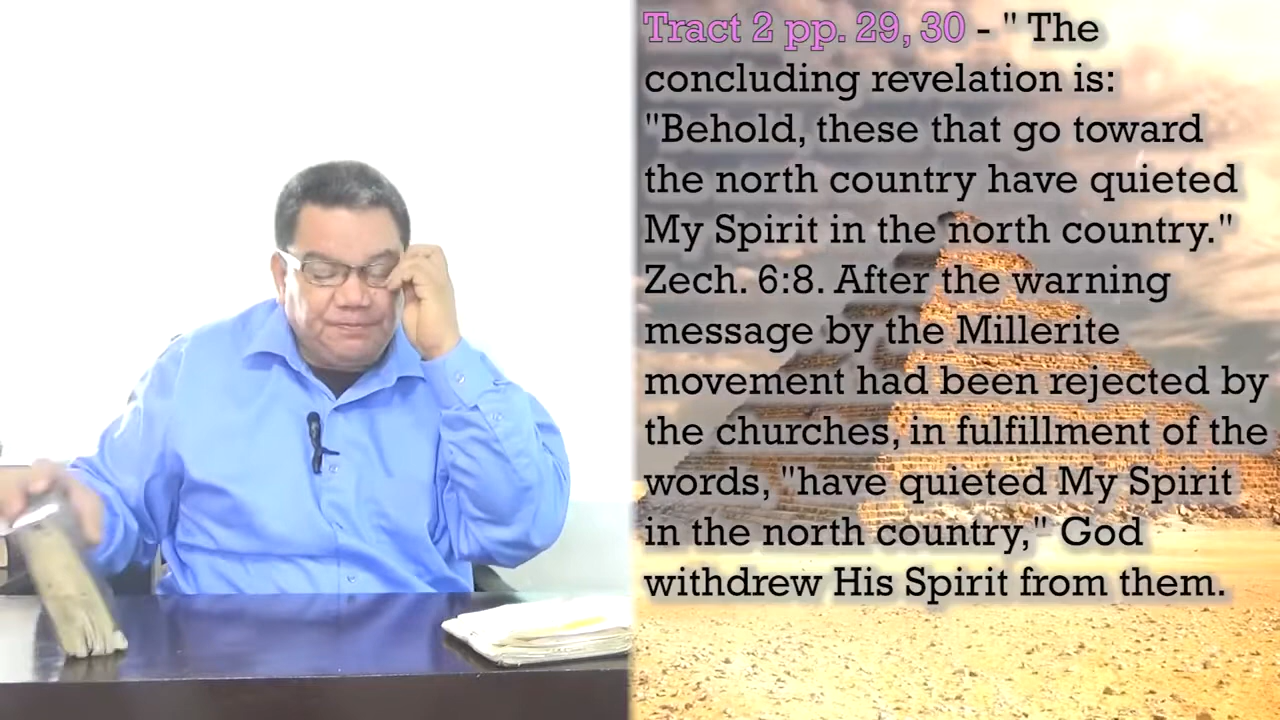 Tract 2 pp. 29, 30 - " The
concluding revelation is:
"Behold, these that go toward
the north country have quieted
My Spirit in the north country."
Zech. 6:8. After the warning
message by the Millerite
movement had been rejected by
the churches, in fulfillment of the
words, "have quieted My Spirit
in the north country," God
withdrew His Spirit from them.